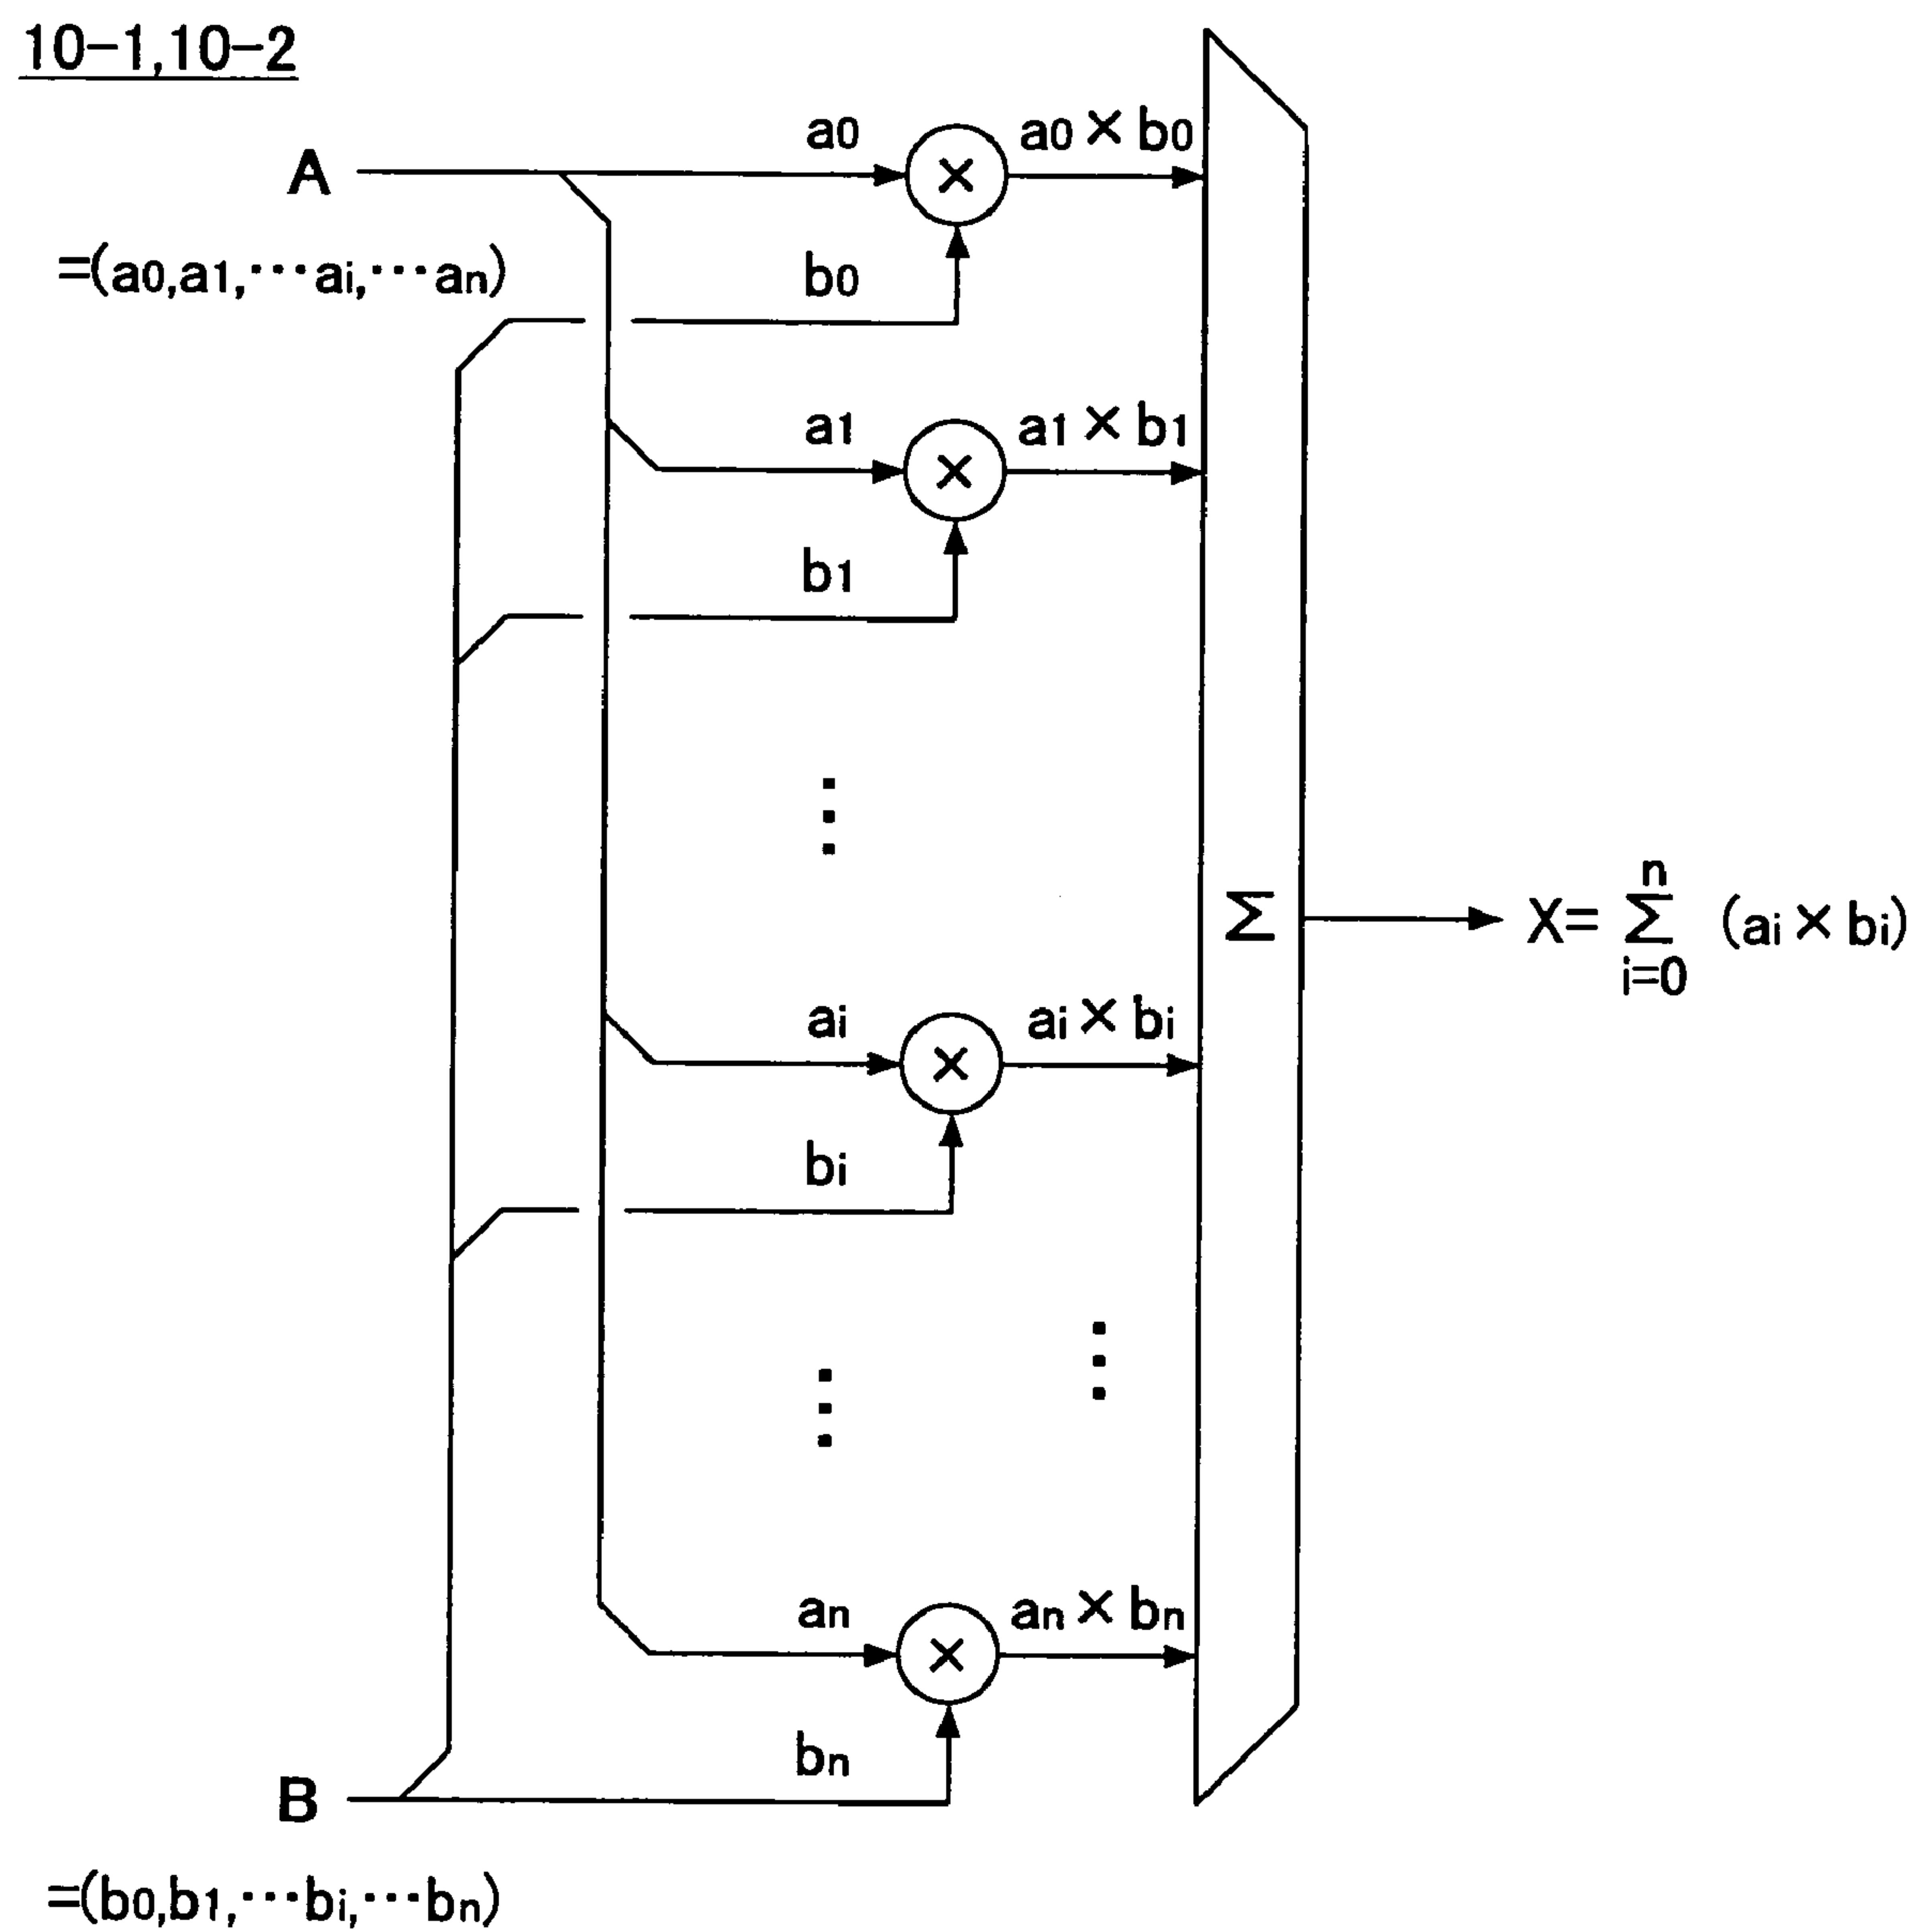 10-1,10-2
a0
a0 × b0
A
=(a0,a1,···ai,···an)
b0
a1
a1 × b1
b1
ai
ai × bi
Σ
X= n Σ i=0 (ai × bi)
bi
an
an × bn
bn
B
=(b0,b1,···bi,···bn)